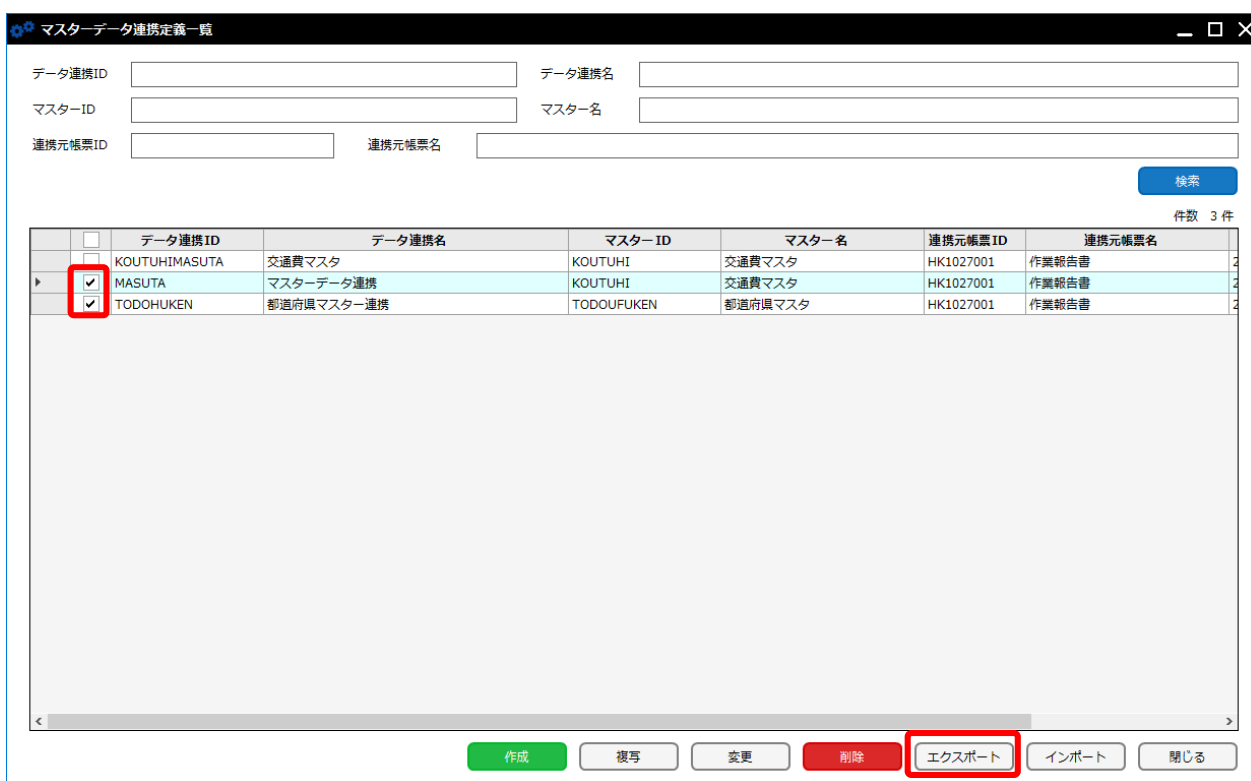 マスターデータ連携定義一覧
データ連携ID データ連携名
マスターID マスター名
連携元帳票ID 連携元帳票名
検索
件数 3 件
データ連携ID データ連携名 マスターID マスター名 連携元帳票ID 連携元帳票名
KOUTUHIMASUTA 交通費マスタ KOUTUHI 交通費マスタ HK1027001 作業報告書 2
MASUTA マスターデータ連携 KOUTUHI 交通費マスタ HK1027001 作業報告書 2
TODOHUKEN 都道府県マスター連携 TODOUFUKEN 都道府県マスタ HK1027001 作業報告書 2
作成 複写 変更 削除 エクスポート インポート 閉じる